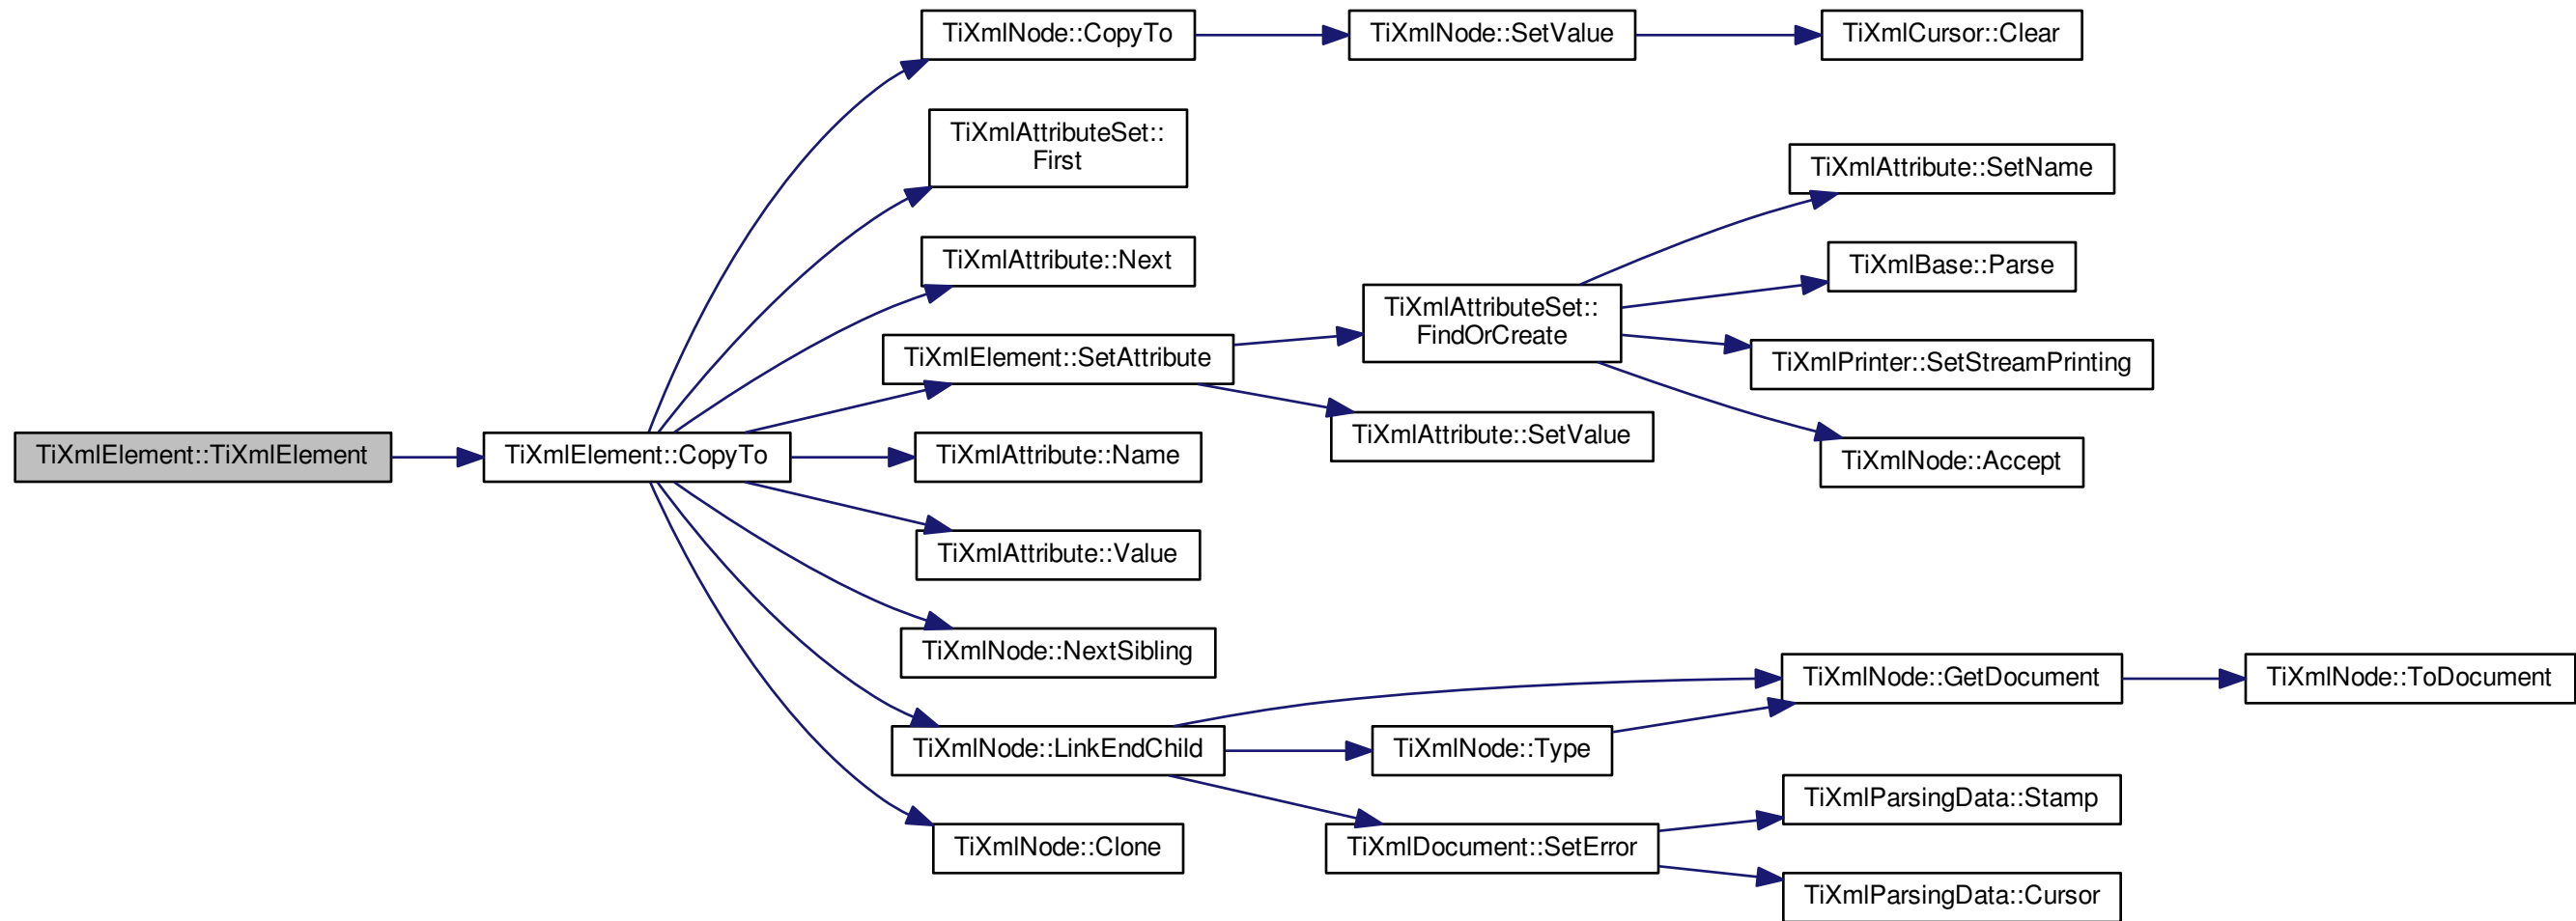 TiXmlElement::TiXmlElement
TiXmlElement::CopyTo
TiXmlNode::CopyTo
TiXmlNode::SetValue
TiXmlCursor::Clear
TiXmlAttributeSet::
First
TiXmlAttribute::Next
TiXmlElement::SetAttribute
TiXmlAttributeSet::
FindOrCreate
TiXmlAttribute::SetName
TiXmlBase::Parse
TiXmlPrinter::SetStreamPrinting
TiXmlNode::Accept
TiXmlAttribute::SetValue
TiXmlAttribute::Name
TiXmlAttribute::Value
TiXmlNode::NextSibling
TiXmlNode::LinkEndChild
TiXmlNode::GetDocument
TiXmlNode::ToDocument
TiXmlNode::Type
TiXmlDocument::SetError
TiXmlParsingData::Stamp
TiXmlParsingData::Cursor
TiXmlNode::Clone